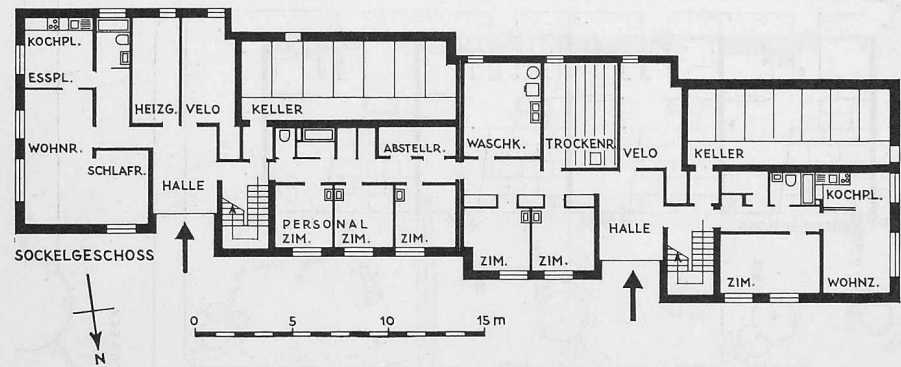 KOCHPL.
ESSPL.
WOHNR.
SCHLAFR.
HEIZG.
VELO
HALLE
KELLER
ABSTELLR.
PERSONAL
ZIM.
ZIM.
ZIM.
WASCHK.
TROCKENR.
VELO
KELLER
ZIM.
ZIM.
HALLE
KOCHPL.
ZIM.
WOHNZ.
SOCKELGESCHOSS
N
0 5 10 15 m